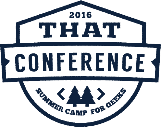 2016
THAT
CONFERENCE
SUMMER CAMP FOR GEEKS